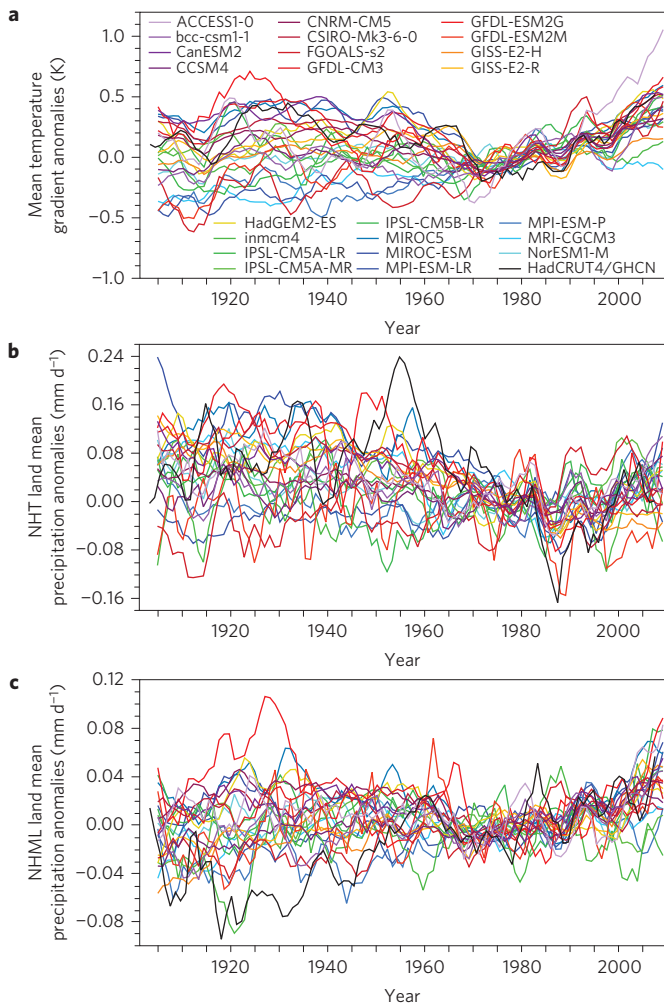 a
ACCESS1-0 CNRM-CM5 GFDL-ESM2G
bcc-csm1-1 CSIRO-Mk3-6-0 GFDL-ESM2M
CanESM2 FGOALS-s2 GISS-E2-H
CCSM4 GFDL-CM3 GISS-E2-R
1.0
0.5
0.0
−0.5
−1.0
Mean temperature
gradient anomalies (K)
HadGEM2-ES IPSL-CM5B-LR MPI-ESM-P
inmcm4 MIROC5 MRI-CGCM3
IPSL-CM5A-LR MIROC-ESM NorESM1-M
IPSL-CM5A-MR MPI-ESM-LR HadCRUT4/GHCN
1920 1940 1960 1980 2000
Year
b
0.24
0.16
0.08
0.00
−0.08
−0.16
NHT land mean
precipitation anomalies (mm d−1)
1920 1940 1960 1980 2000
Year
c
0.12
0.08
0.04
0.00
−0.04
−0.08
NHML land mean
precipitation anomalies (mm d−1)
1920 1940 1960 1980 2000
Year